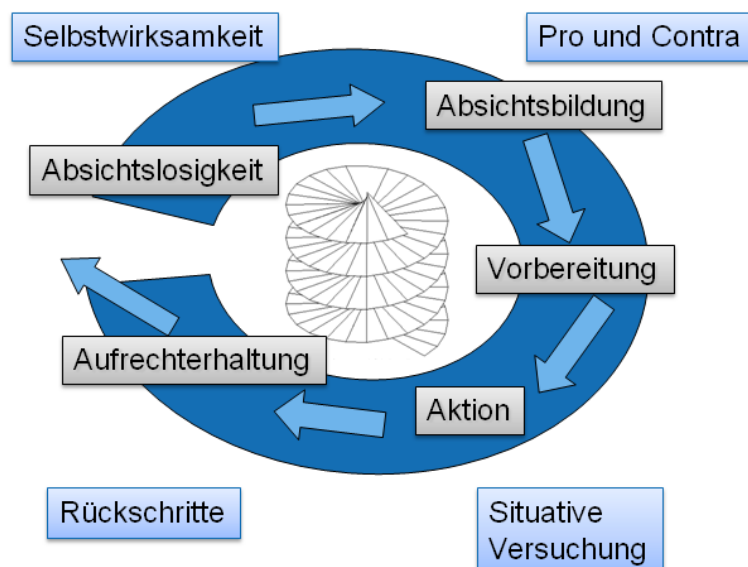 Selbstwirksamkeit
Pro und Contra
Absichtsbildung
Absichtslosigkeit
Vorbereitung
Aufrechterhaltung
Aktion
Rückschritte
Situative
Versuchung